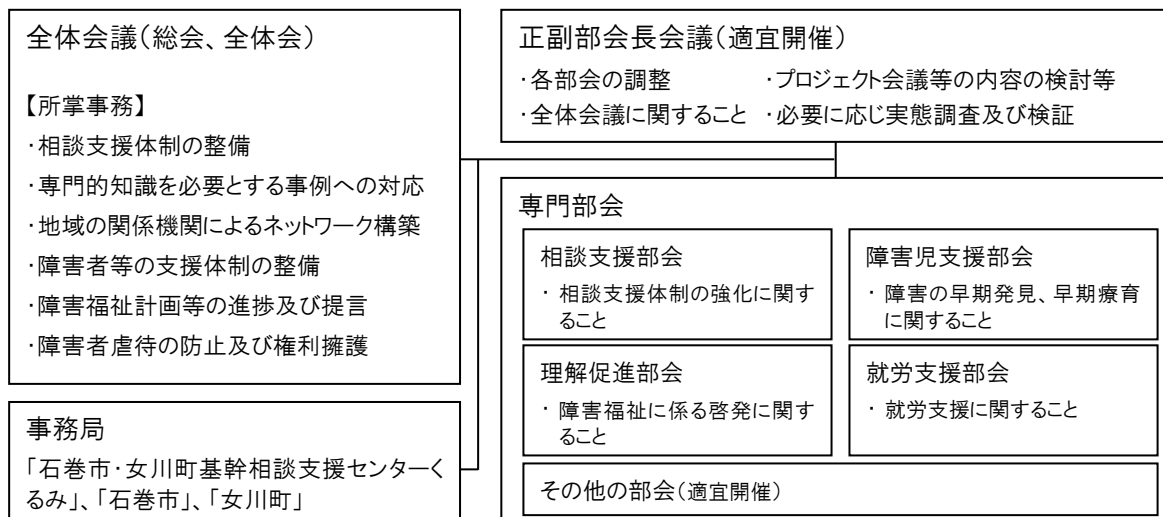 全体会議（総会、全体会）
【所掌事務】
・相談支援体制の整備
・専門的知識を必要とする事例への対応
・地域の関係機関によるネットワーク構築
・障害者等の支援体制の整備
・障害福祉計画等の進捗及び提言
・障害者虐待の防止及び権利擁護
事務局
「石巻市・女川町基幹相談支援センターく
るみ」、「石巻市」、「女川町」
正副部会長会議（適宜開催）
・各部会の調整 ・プロジェクト会議等の内容の検討等
・全体会議に関すること ・必要に応じ実態調査及び検証
専門部会
相談支援部会
・ 相談支援体制の強化に関す
ること
障害児支援部会
・ 障害の早期発見、早期療育
に関すること
理解促進部会
・ 障害福祉に係る啓発に関す
ること
就労支援部会
・ 就労支援に関すること
その他の部会（適宜開催）